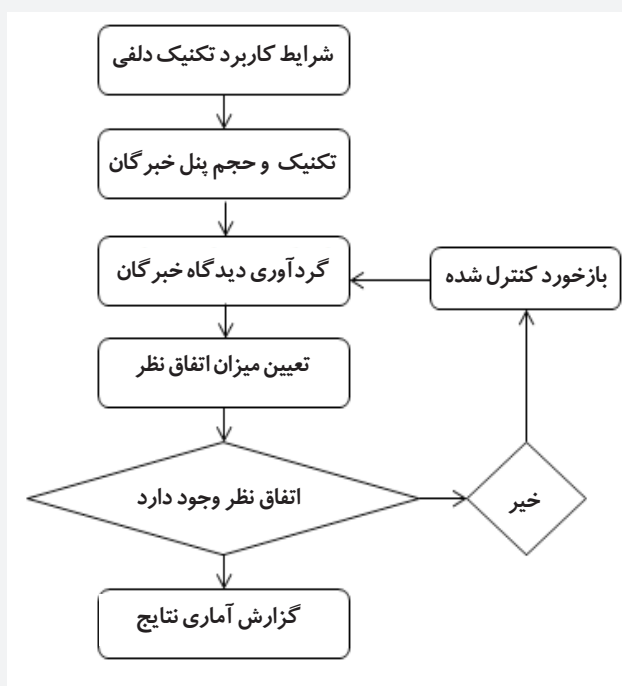 شرایط کاربرد تکنیک دلفی
تکنیک و حجم پنل خبرگان
گردآوری دیدگاه خبرگان
بازخورد کنترل شده
تعیین میزان اتفاق نظر
اتفاق نظر وجود دارد
خیر
گزارش آماری نتایج